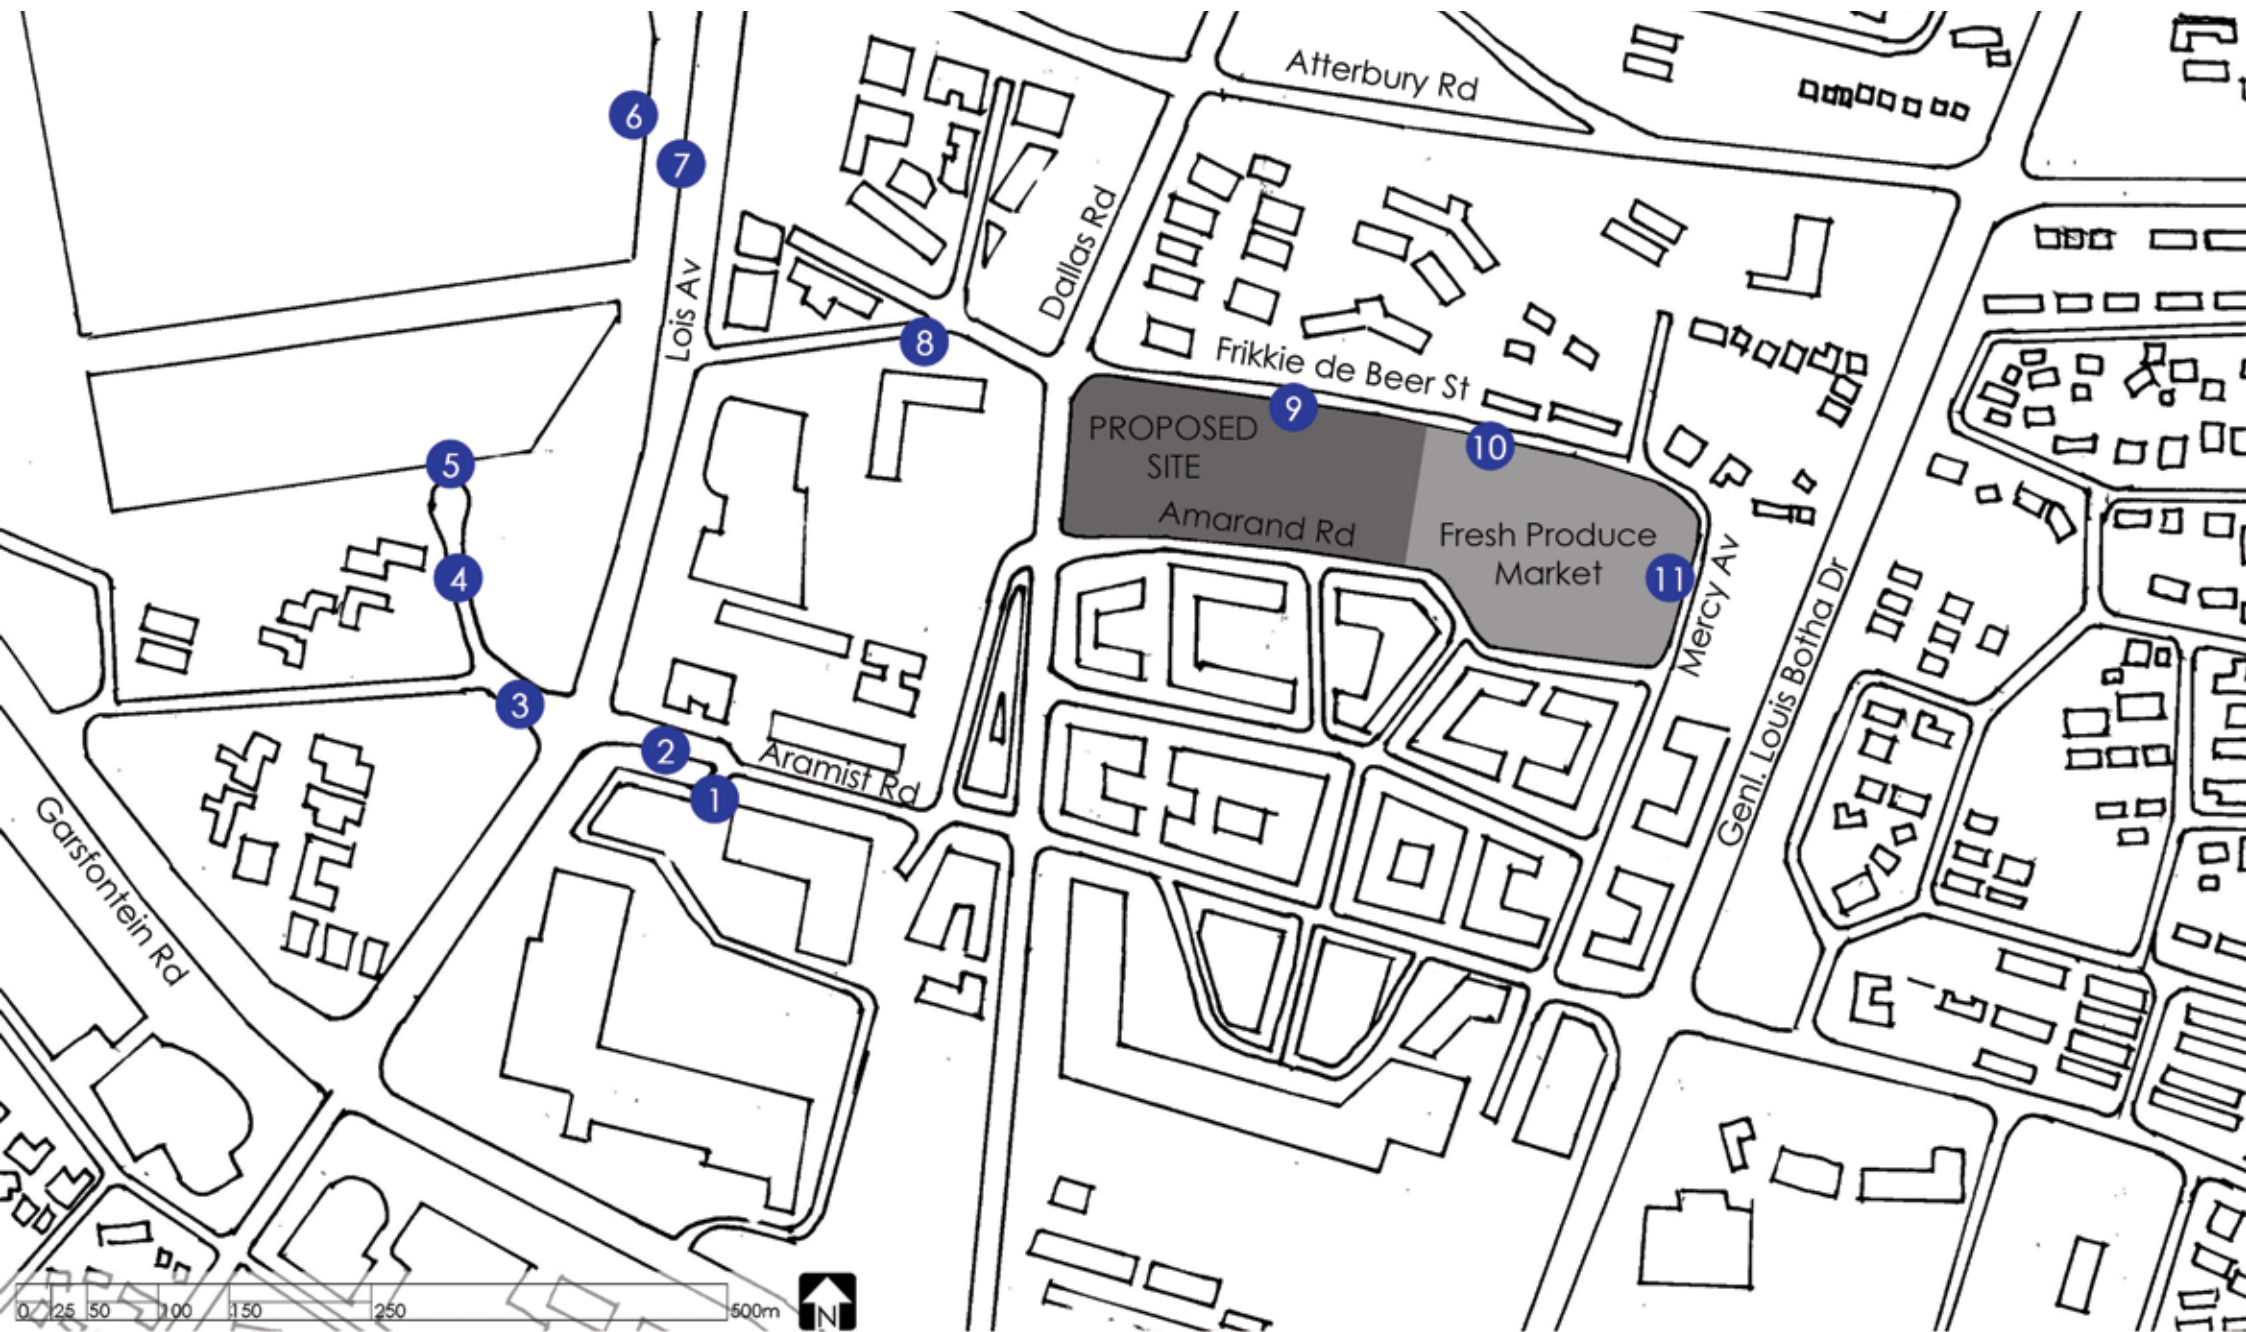 Atterbury Rd
6
7
Dallas Rd
Lois Av
8
Frikkie de Beer St
9
PROPOSED
SITE
10
5
Amarand Rd
Fresh Produce
Market
4
11
Mercy Av
Genl. Louis Botha Dr
3
2
Aramist Rd
1
Garsfontein Rd
0 25 50 100 150 250 500m
N